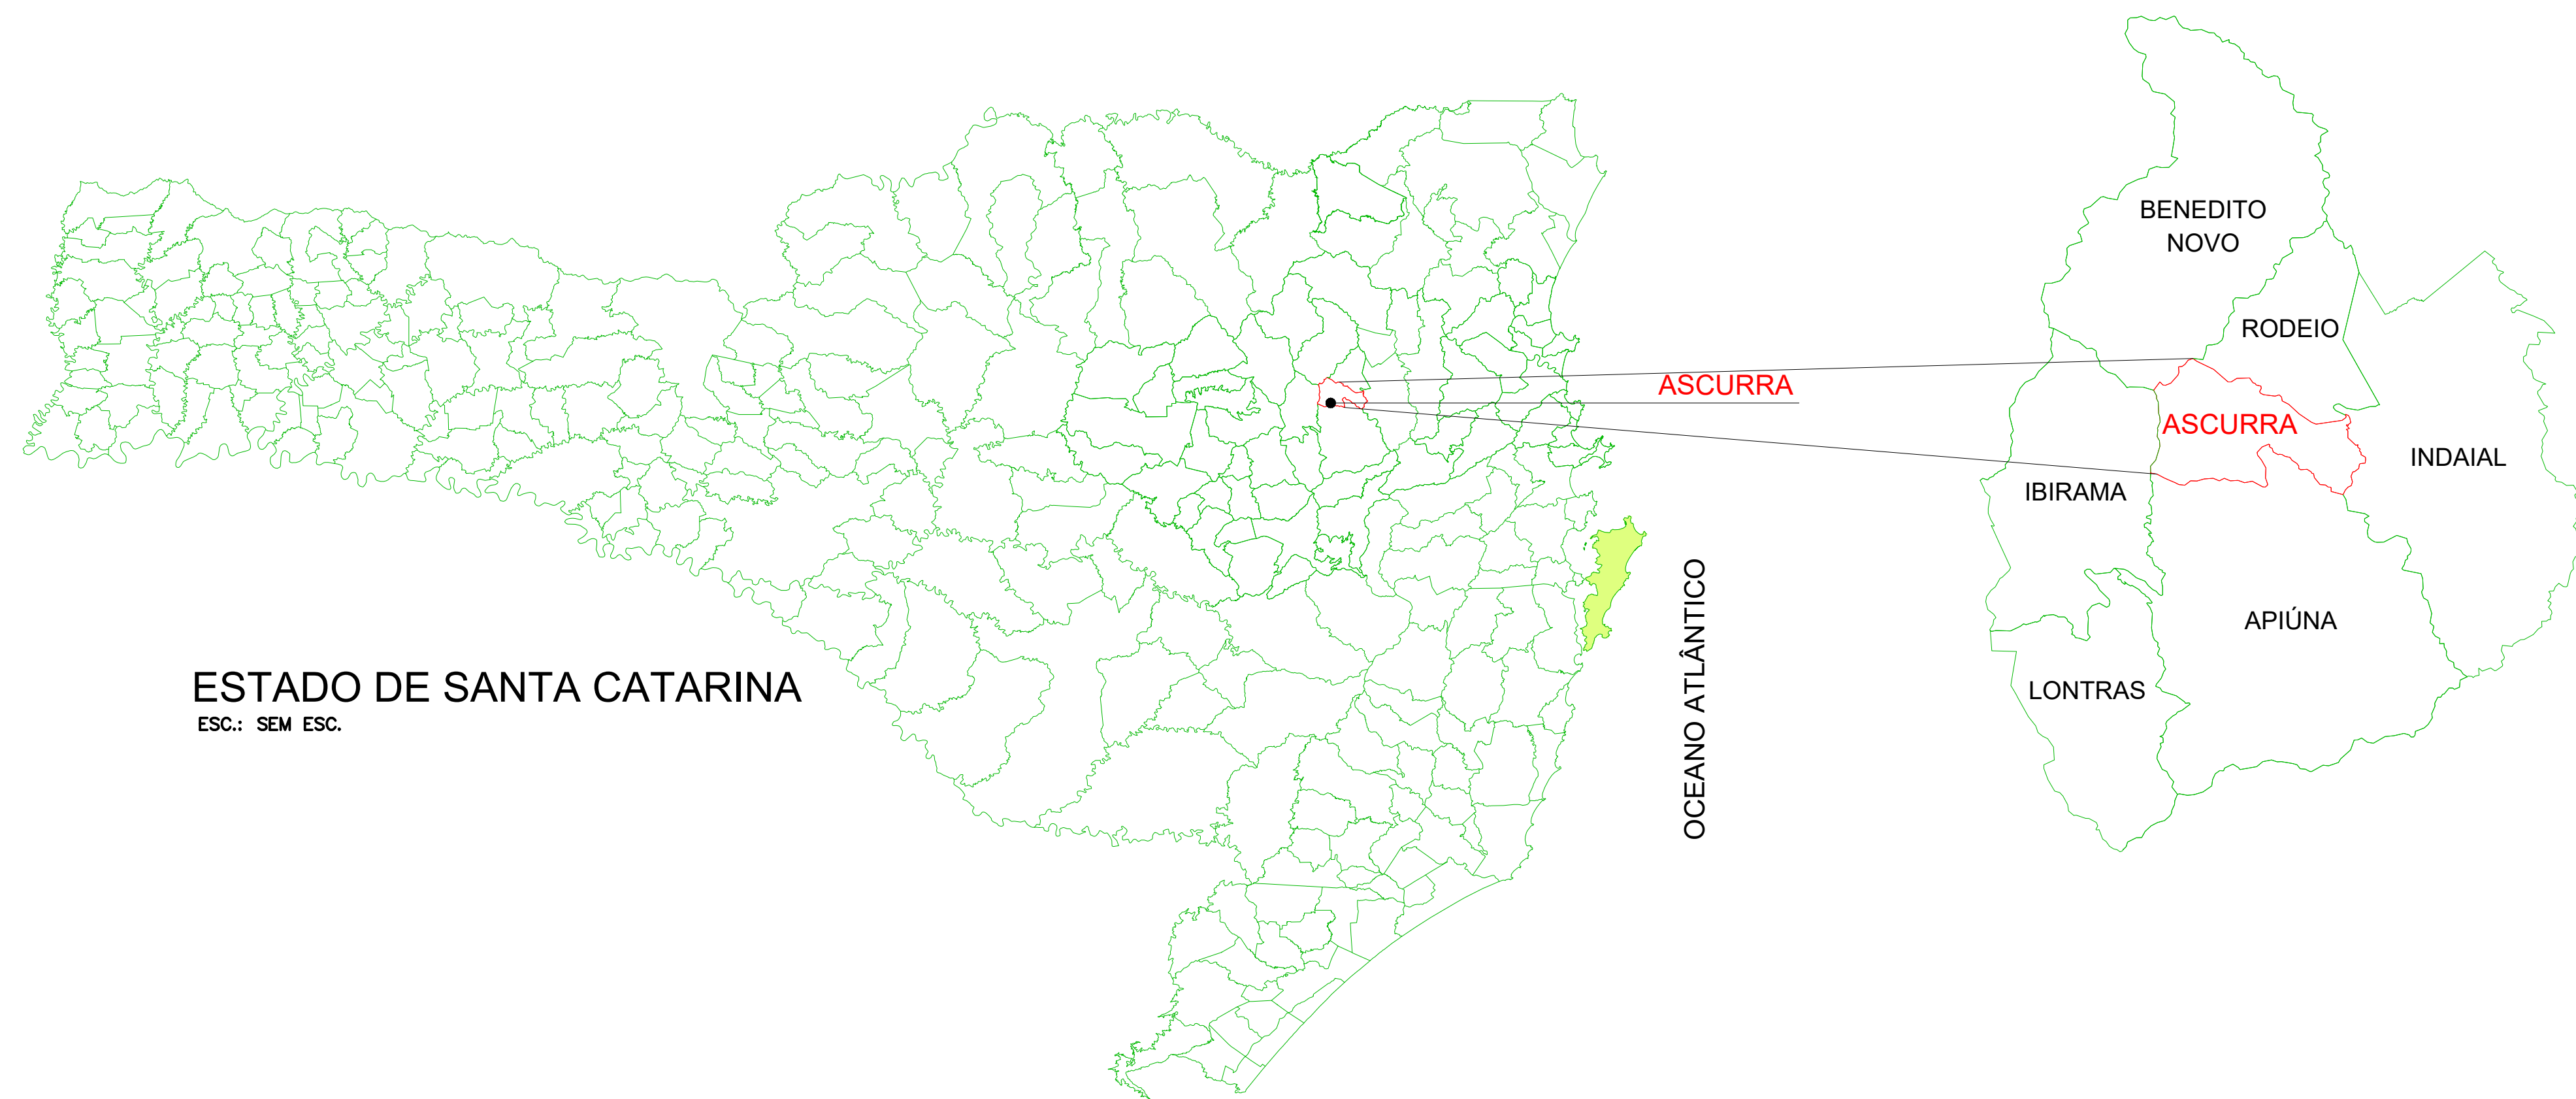 ESTADO DE SANTA CATARINA
ESC.: SEM ESC.
ASCURRA
OCEANO ATLÂNTICO
BENEDITO
NOVO
RODEIO
ASCURRA
INDAIAL
IBIRAMA
APIÚNA
LONTRAS